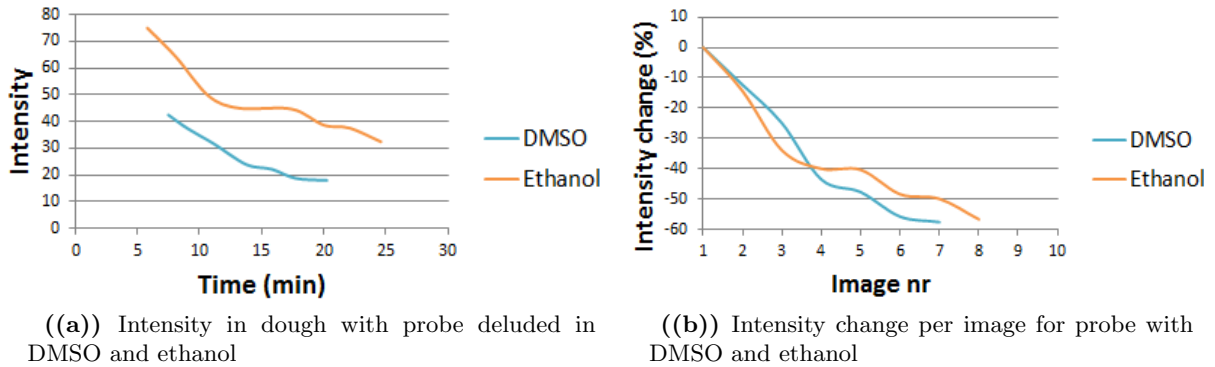 80
70
60
50
40
30
20
10
0
Intensity
0 5 10 15 20 25 30
Time (min)
DMSO
Ethanol
((a)) Intensity in dough with probe deluded in
DMSO and ethanol
10
0
-10
-20
-30
-40
-50
-60
Intensity change (%)
1 2 3 4 5 6 7 8 9 10
Image nr
DMSO
Ethanol
((b)) Intensity change per image for probe with
DMSO and ethanol